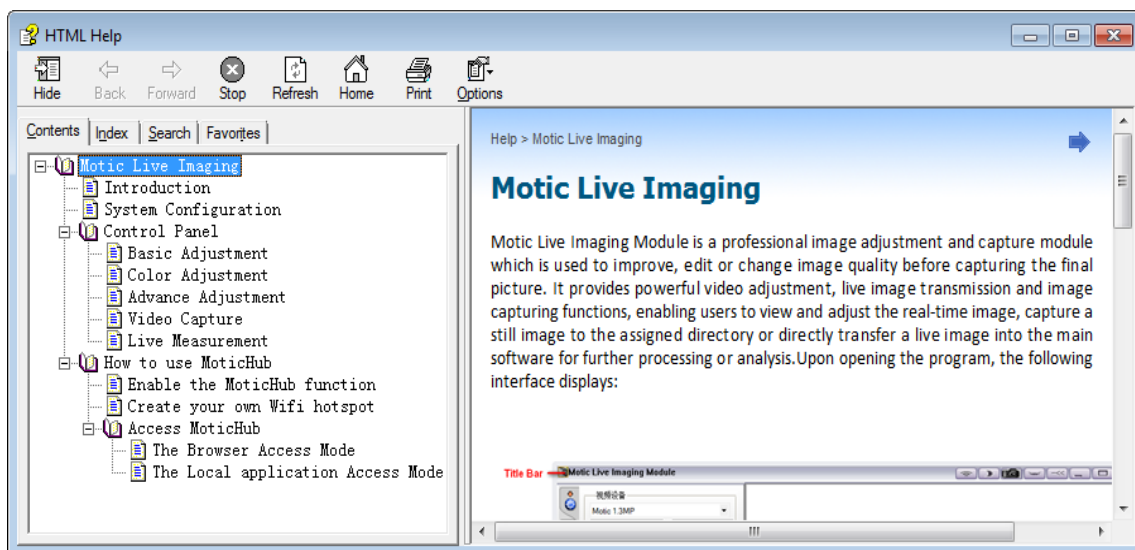 HTML Help
Hide Back Forward Stop Refresh Home Print Options
Contents Index Search Favorites
Motic Live Imaging
Introduction
System Configuration
Control Panel
Basic Adjustment
Color Adjustment
Advance Adjustment
Video Capture
Live Measurement
How to use MoticHub
Enable the MoticHub function
Create your own Wifi hotspot
Access MoticHub
The Browser Access Mode
The Local application Access Mode
Help > Motic Live Imaging
Motic Live Imaging
Motic Live Imaging Module is a professional image adjustment and capture module
which is used to improve, edit or change image quality before capturing the final
picture. It provides powerful video adjustment, live image transmission and image
capturing functions, enabling users to view and adjust the real-time image, capture a
still image to the assigned directory or directly transfer a live image into the main
software for further processing or analysis.Upon opening the program, the following
interface displays:
Title Bar Motic Live Imaging Module
视频设备
Motic 1.3MP